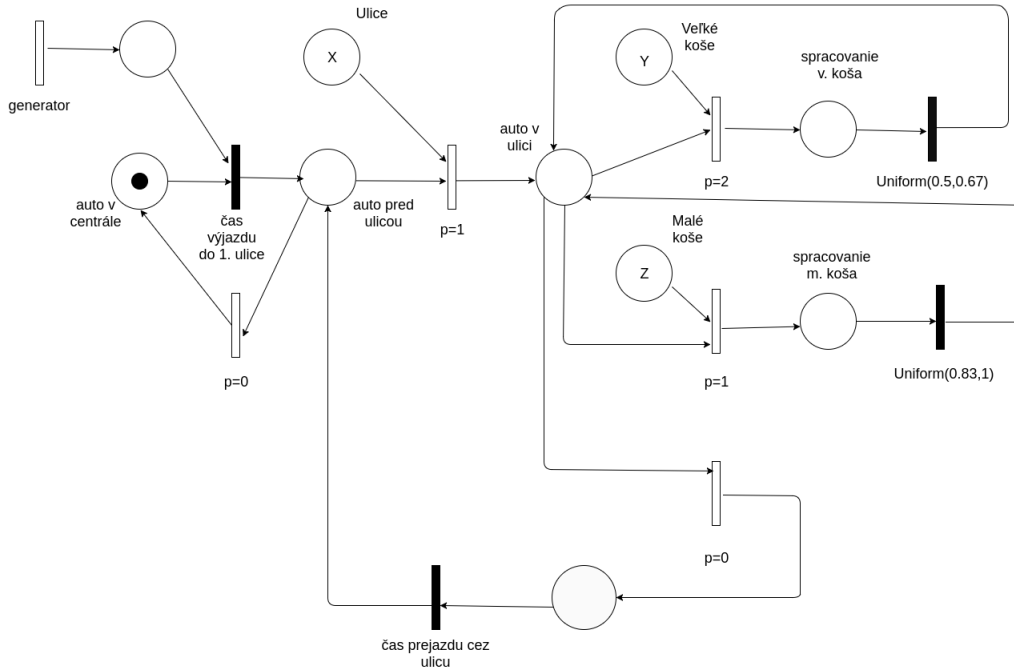 Ulice
X
generator
Veľké
koše
Y
spracovanie
v. koša
auto v
ulici
p=2
Uniform(0.5,0.67)
auto v
centrále
čas
výjazdu
do 1. ulice
auto pred
ulicou
p=1
Malé
koše
Z
spracovanie
m. koša
p=0
p=1
Uniform(0.83,1)
p=0
čas prejazdu cez
ulicu